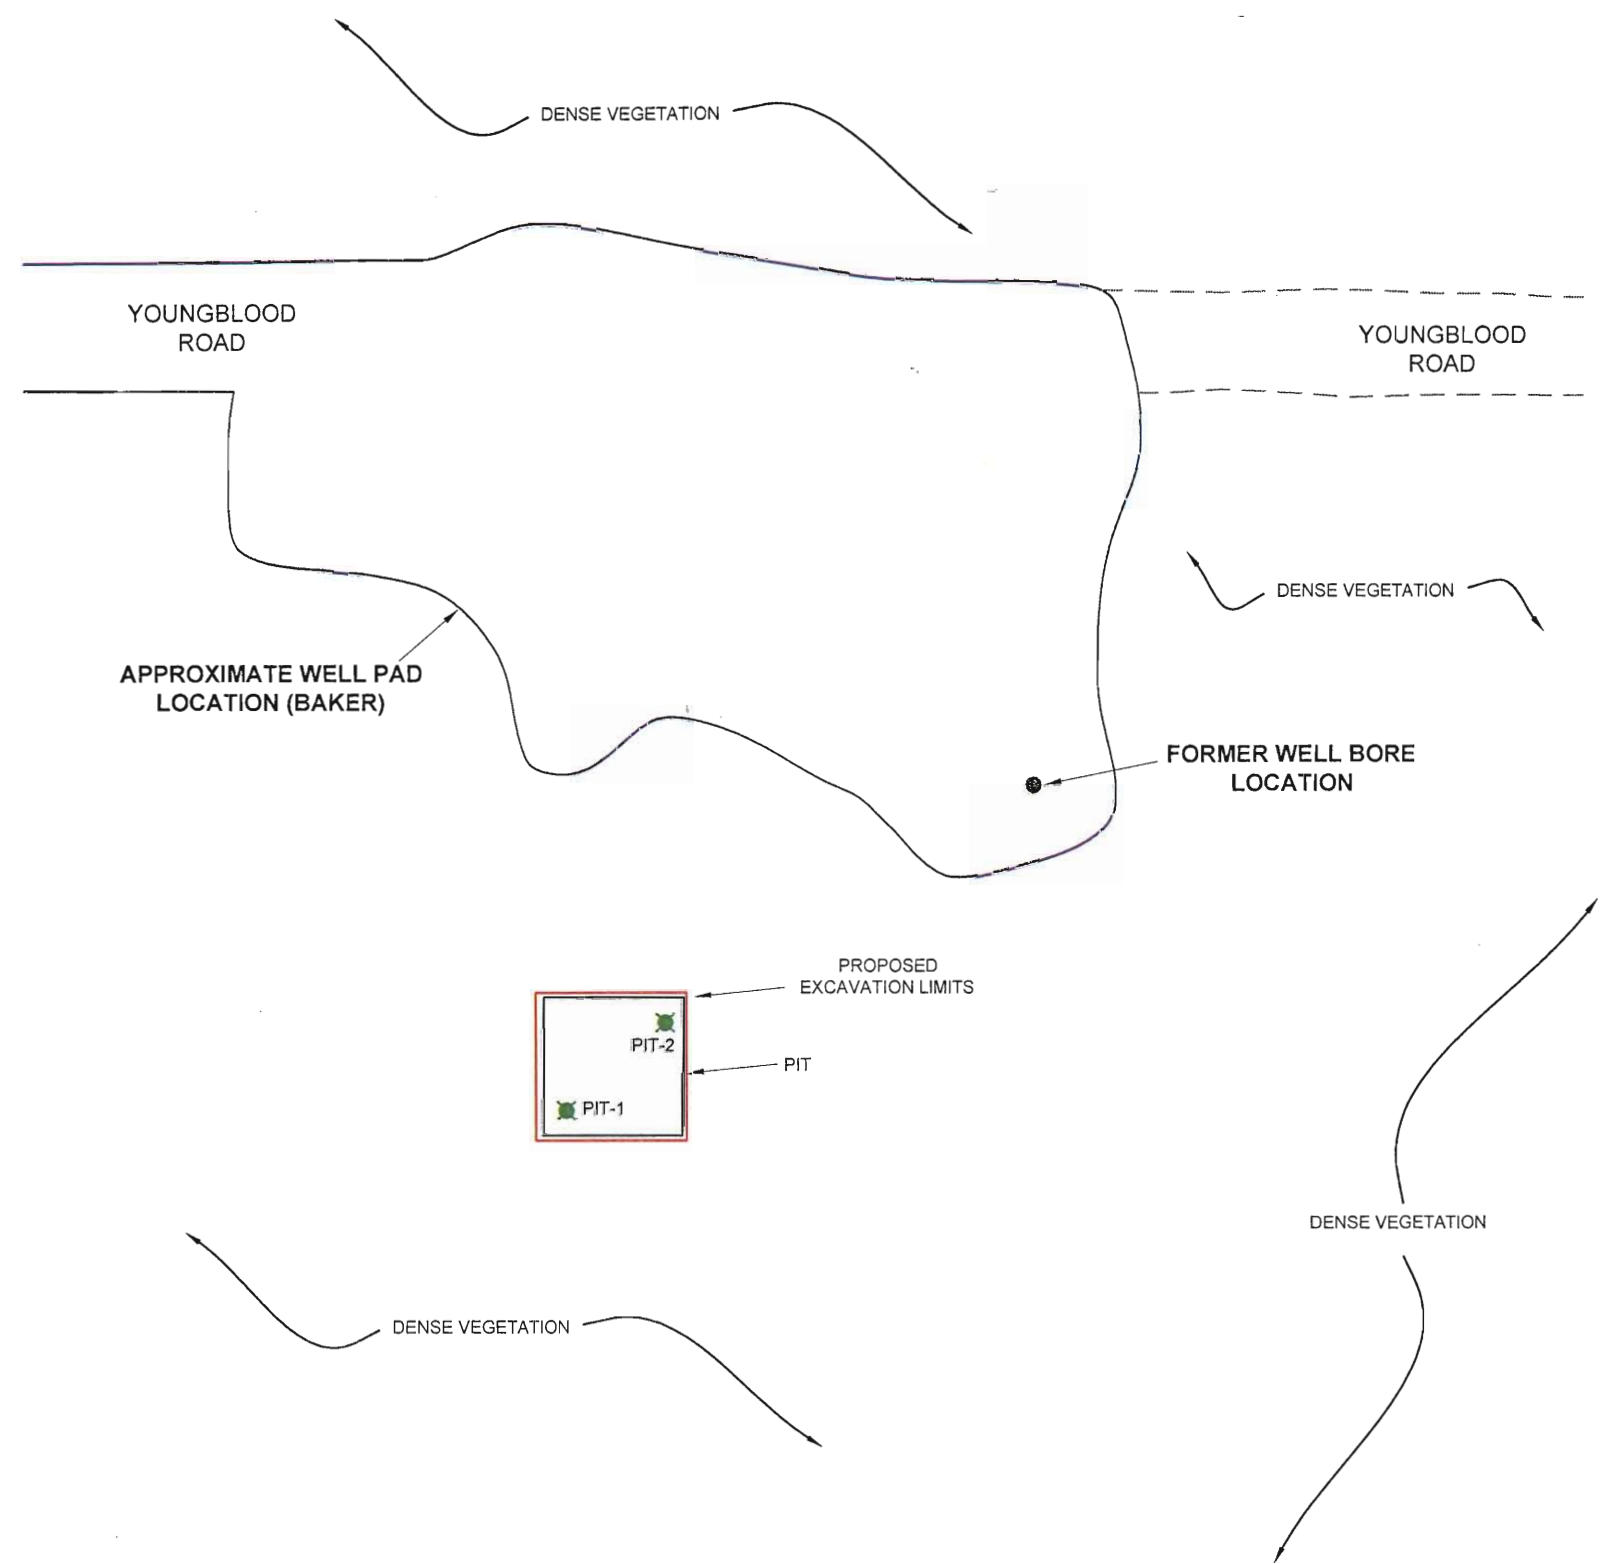 DENSE VEGETATION
YOUNGBLOOD
ROAD
YOUNGBLOOD
ROAD
DENSE VEGETATION
APPROXIMATE WELL PAD
LOCATION (BAKER)
FORMER WELL BORE
LOCATION
PROPOSED
EXCAVATION LIMITS
PIT-2
PIT
PIT-1
DENSE VEGETATION
DENSE VEGETATION